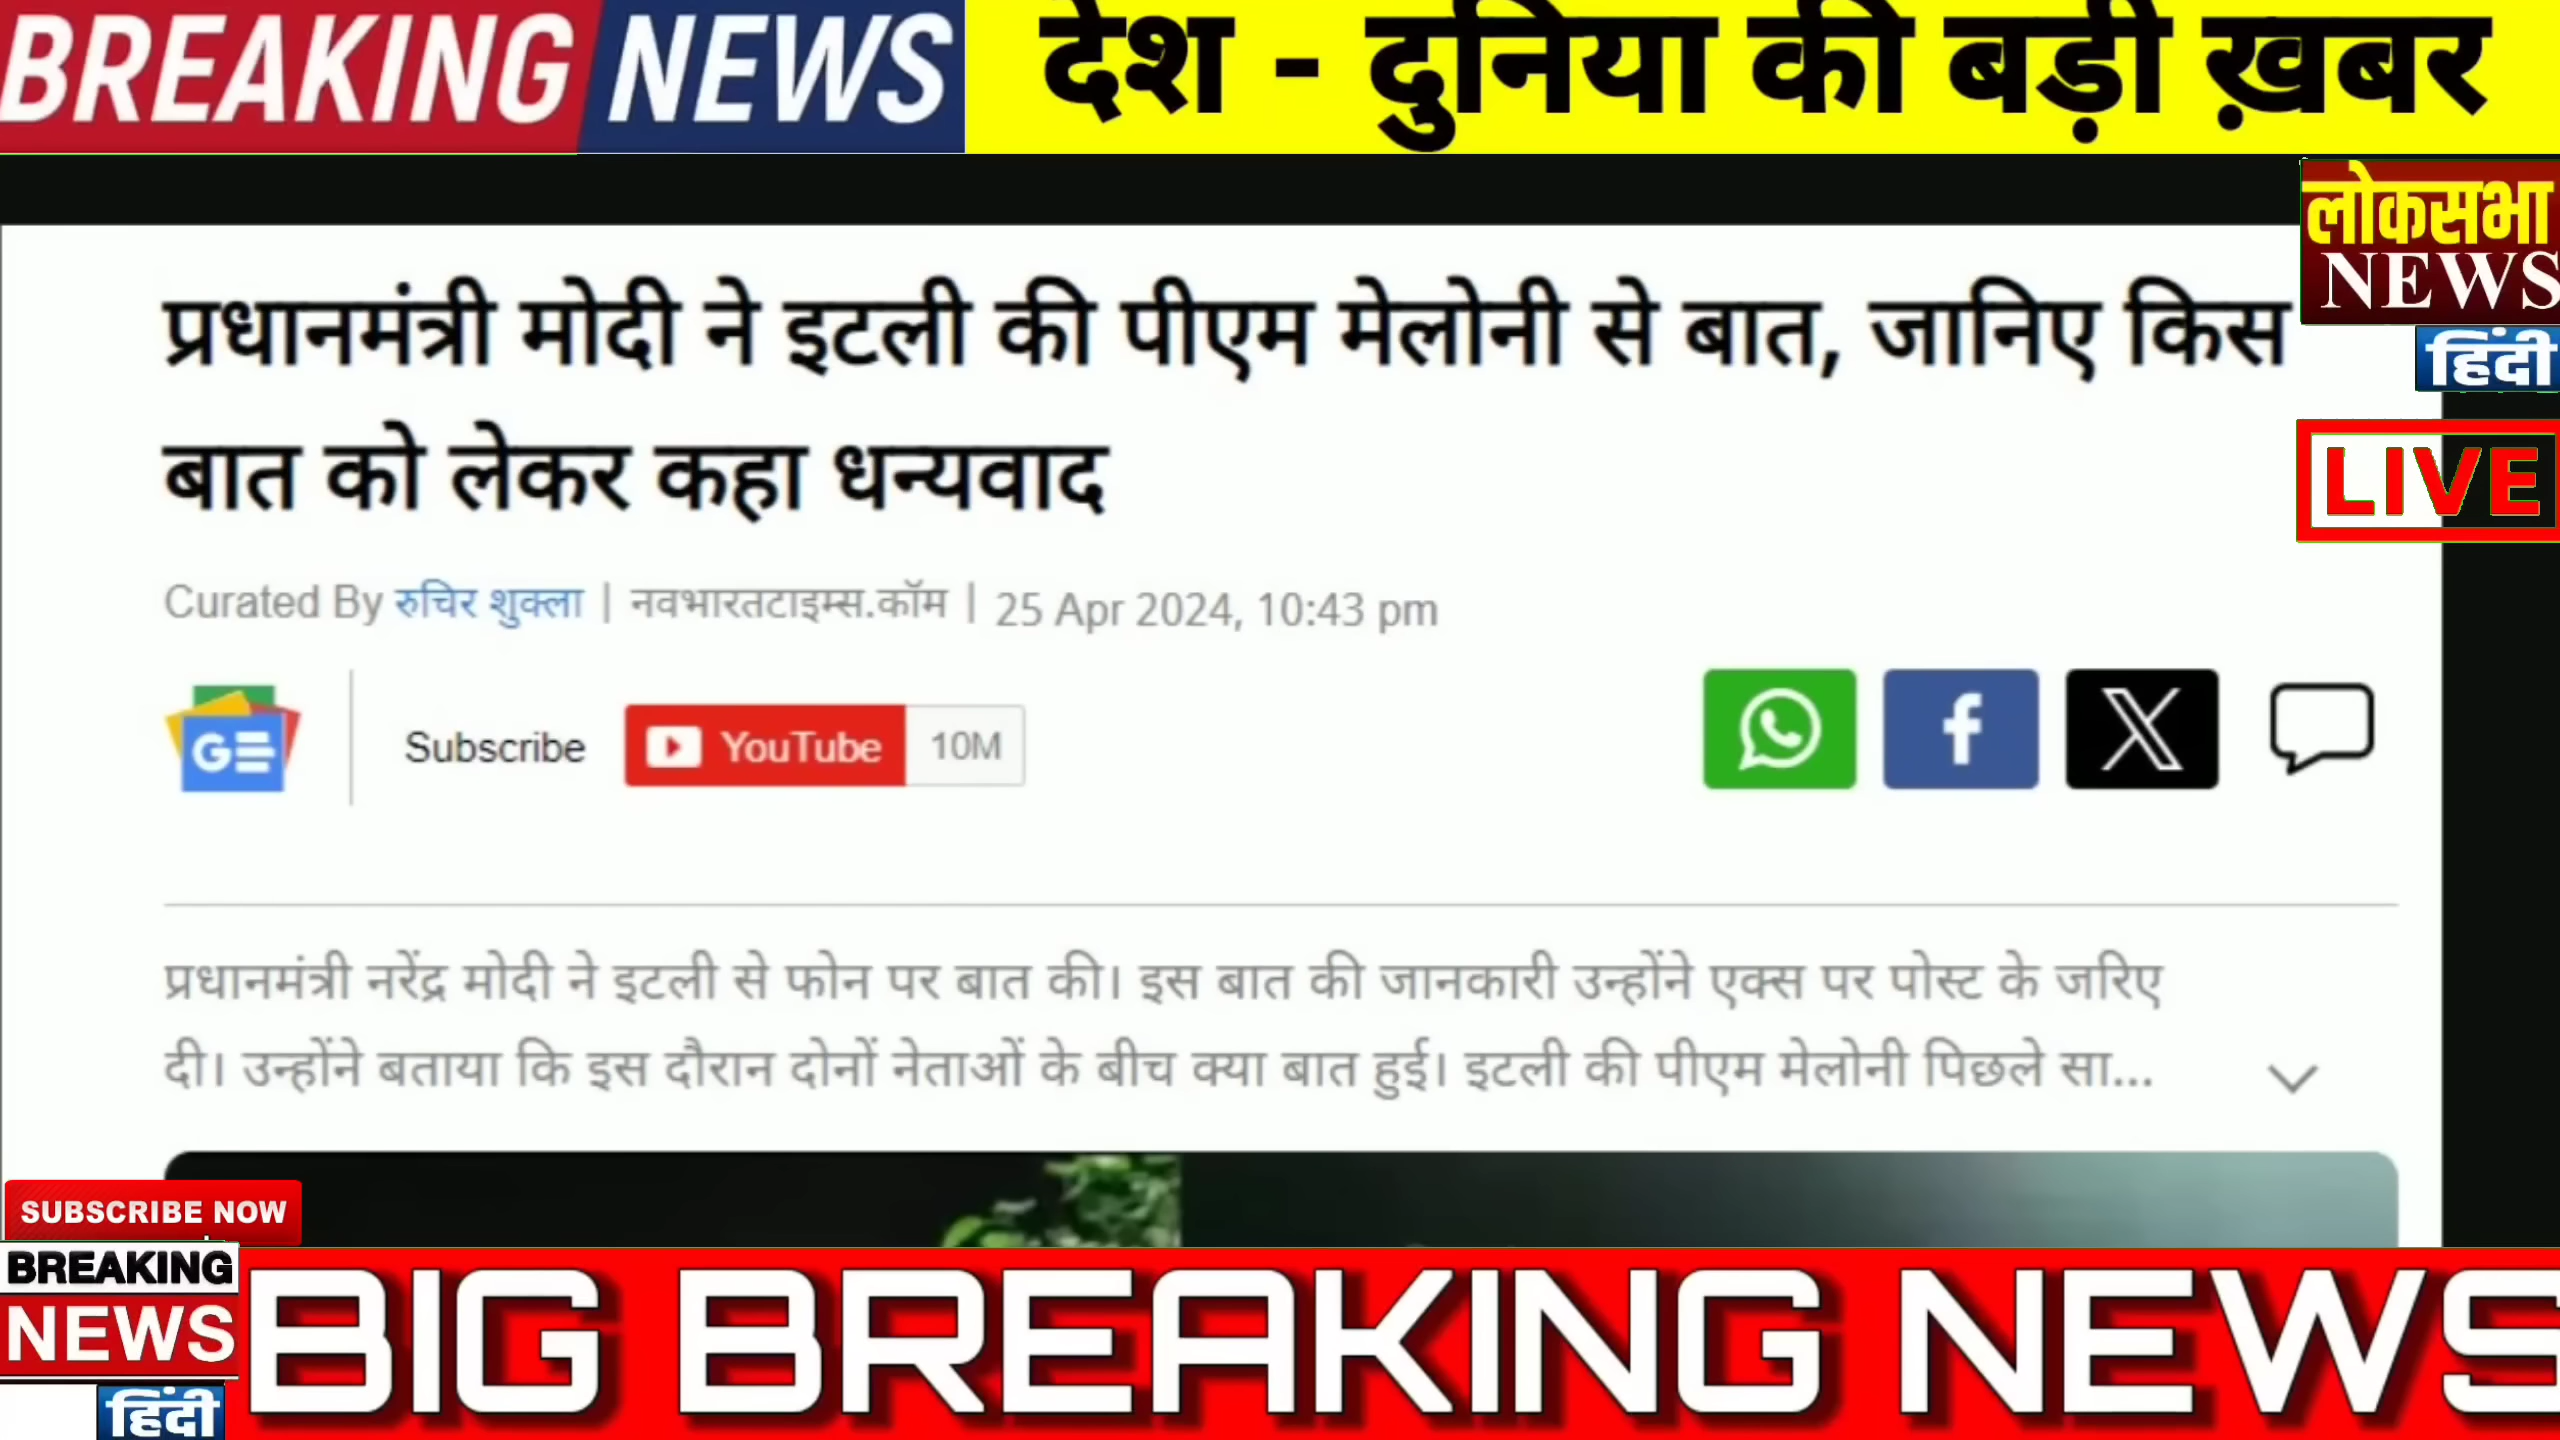 BREAKING NEWS
देश - दुनिया की बड़ी ख़बर
लोकसभा
NEWS
हिंदी
LIVE
प्रधानमंत्री मोदी ने इटली की पीएम मेलोनी से बात, जानिए किस
बात को लेकर कहा धन्यवाद
Curated By रुचिर शुक्ला | नवभारतटाइम्स.कॉम | 25 Apr 2024, 10:43 pm
Subscribe YouTube 10M
प्रधानमंत्री नरेंद्र मोदी ने इटली से फोन पर बात की। इस बात की जानकारी उन्होंने एक्स पर पोस्ट के जरिए
दी। उन्होंने बताया कि इस दौरान दोनों नेताओं के बीच क्या बात हुई। इटली की पीएम मेलोनी पिछले सा...
SUBSCRIBE NOW
BREAKING
NEWS
हिंदी
BIG BREAKING NEWS